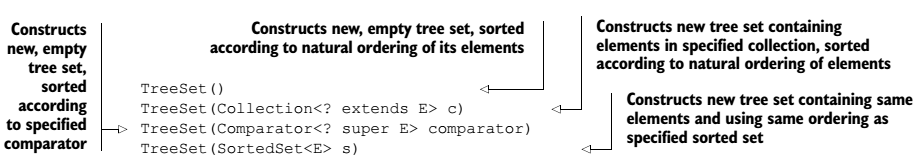 Constructs
new, empty
tree set,
sorted
according
to specified
comparator
Constructs new, empty tree set, sorted
according to natural ordering of its elements
Constructs new tree set containing
elements in specified collection, sorted
according to natural ordering of elements
TreeSet()
TreeSet(Collection<? extends E> c)
TreeSet(Comparator<? super E> comparator)
TreeSet(SortedSet<E> s)
Constructs new tree set containing same
elements and using same ordering as
specified sorted set